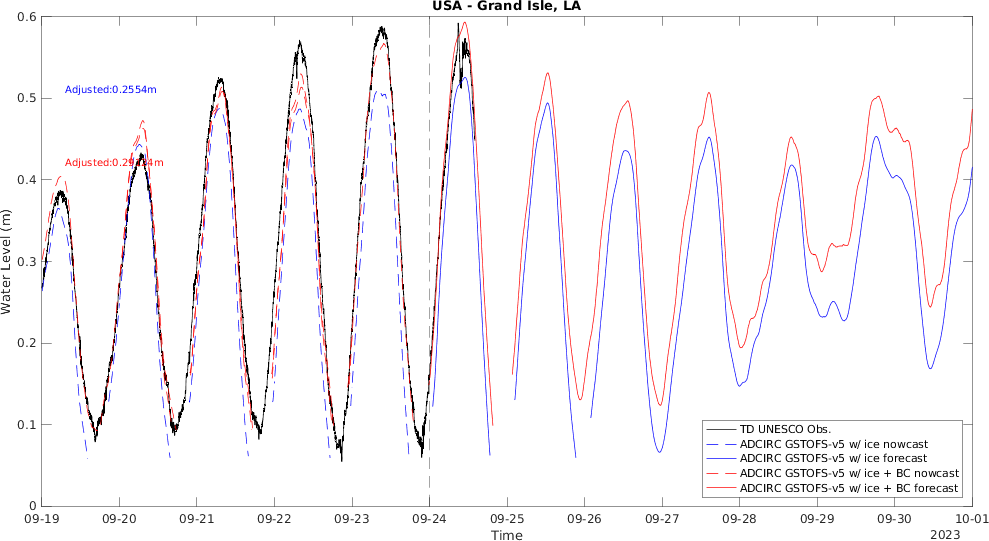 USA - Grand Isle, LA
0.6
0.5
0.4
0.3
0.2
0.1
0
Water Level (m)
Adjusted:0.2554m
TD UNESCO Obs.
ADCIRC GSTOFS-v5 w/ ice nowcast
ADCIRC GSTOFS-v5 w/ ice forecast
ADCIRC GSTOFS-v5 w/ ice + BC nowcast
ADCIRC GSTOFS-v5 w/ ice + BC forecast
09-19 09-20 09-21 09-22 09-23 09-24 09-25 09-26 09-27 09-28 09-29 09-30 10-01
Time
2023